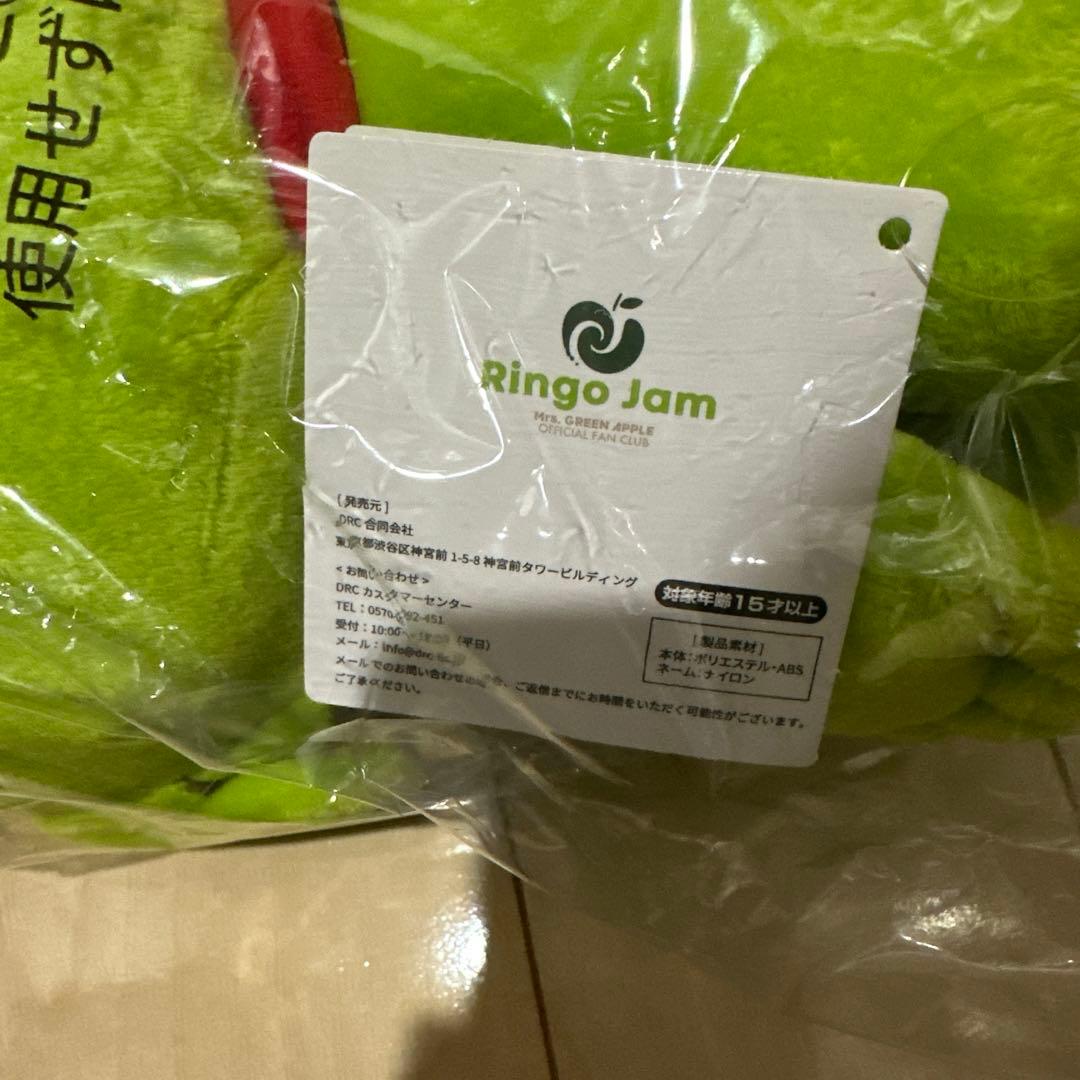 使用せず
Ringo Jam
Mrs. GREEN APPLE
OFFICIAL FAN CLUB
[発売元]
DRC 合同会社
東京都渋谷区神宮前 1-5-8 神宮前タワービルディング
<お問い合わせ>
DRC カスタマーセンター
TEL:0570
受付:10:00 (平日)
メール:info@drc
メールでのお問い合わせの場合、ご返信までにお時間をいただく可能性がございます。
ご了承ください。
対象年齢15才以上
[製品素材]
本体:ポリエステル・ABS
ネーム:ナイロン